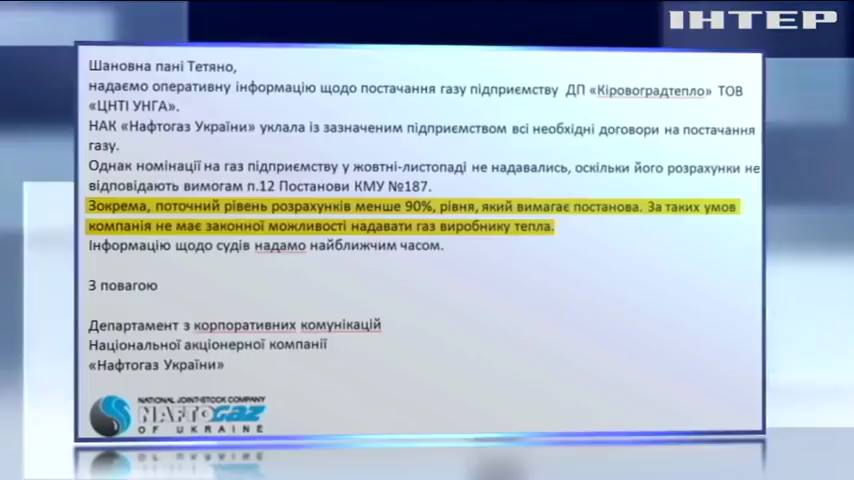 ІНТЕР
Шановна пані Тетяно,
надаємо оперативну інформацію щодо постачання газу підприємству ДП «Кіровоградтепло» ТОВ
«ЦНТІ УНГА».
НАК «Нафтогаз України» уклала із зазначеним підприємством всі необхідні договори на постачання
газу.
Однак номінації на газ підприємству у жовтні-листопаді не надавались, оскільки його розрахунки не
відповідають вимогам п.12 Постанови КМУ №187.
Зокрема, поточний рівень розрахунків менше 90%, рівня, який вимагає постанова. За таких умов
компанія не має законної можливості надавати газ виробнику тепла.
Інформацію щодо судів надамо найближчим часом.
З повагою
Департамент з корпоративних комунікацій
Національної акціонерної компанії
«Нафтогаз України»
NATIONAL JOINT-STOCK COMPANY
NAFTOGAZ
OF UKRAINE